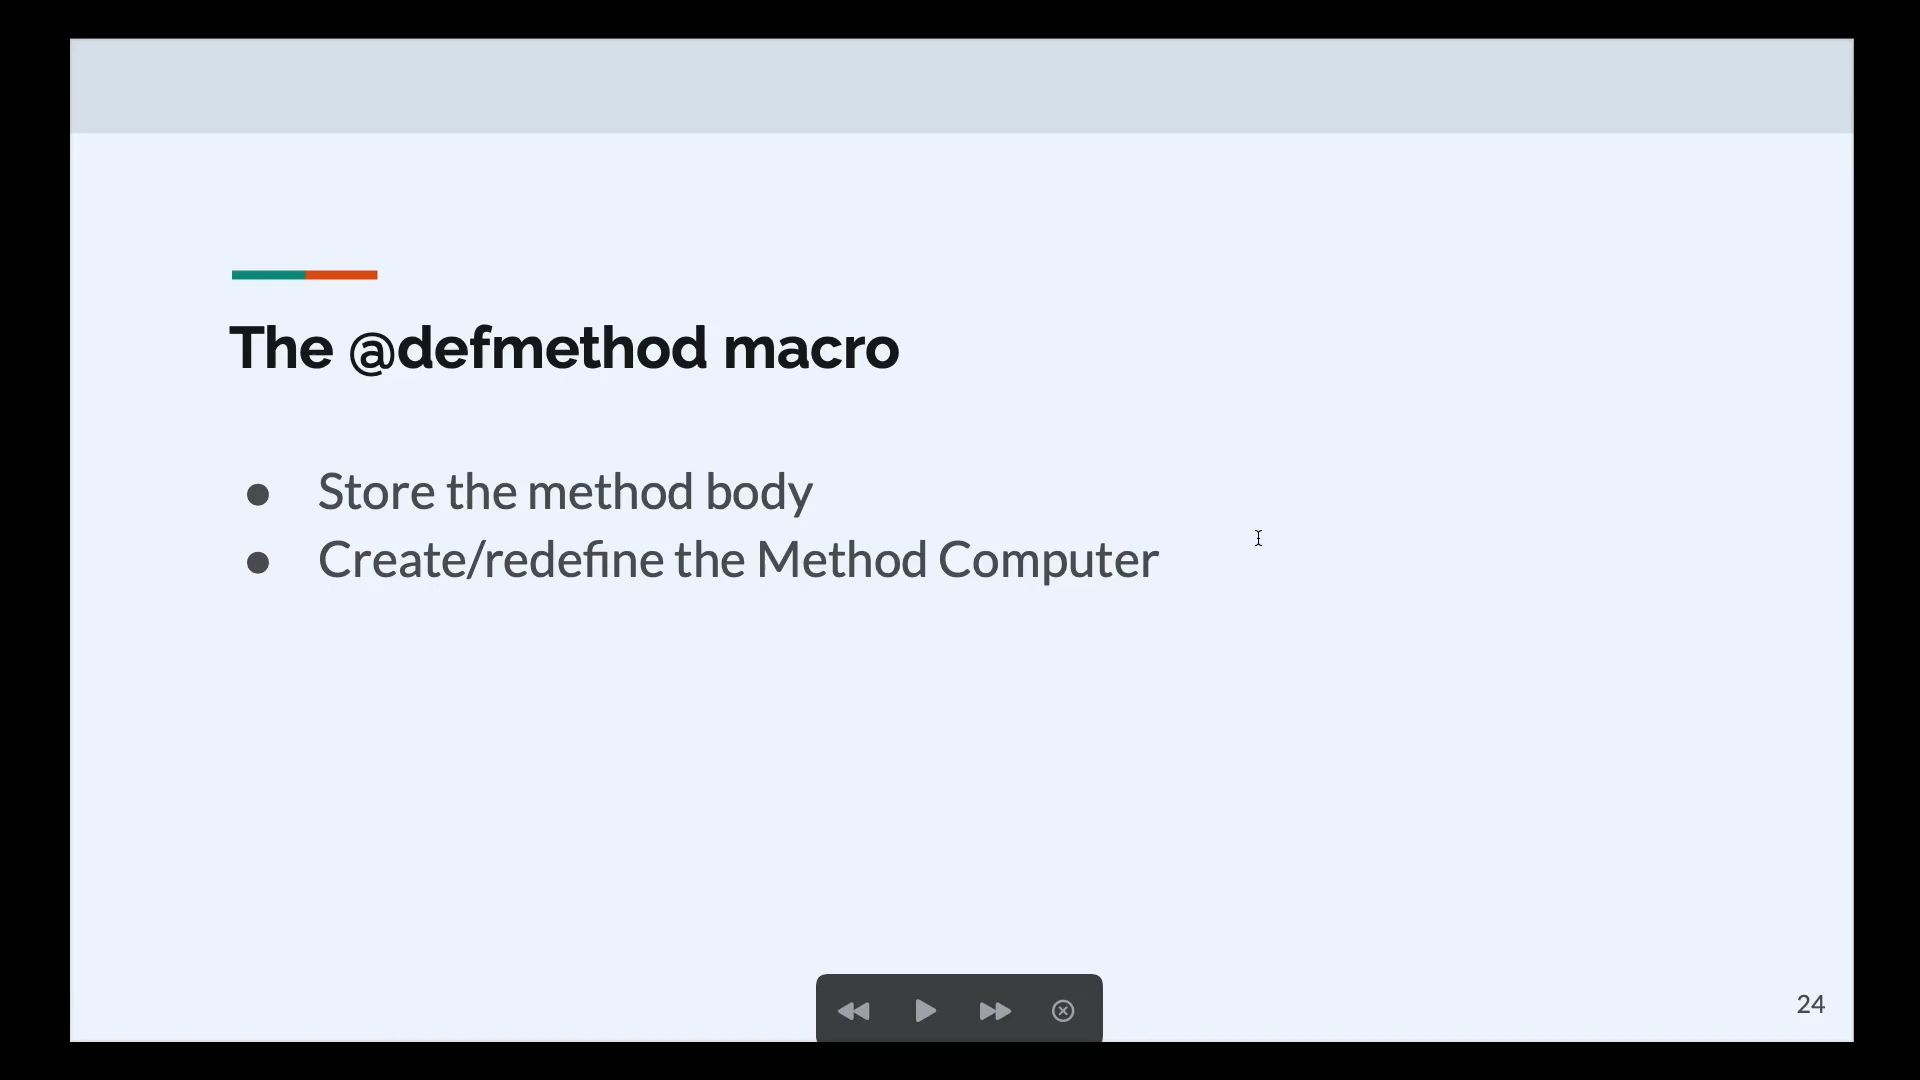 The @defmethod macro
● Store the method body
● Create/redefine the Method Computer
24